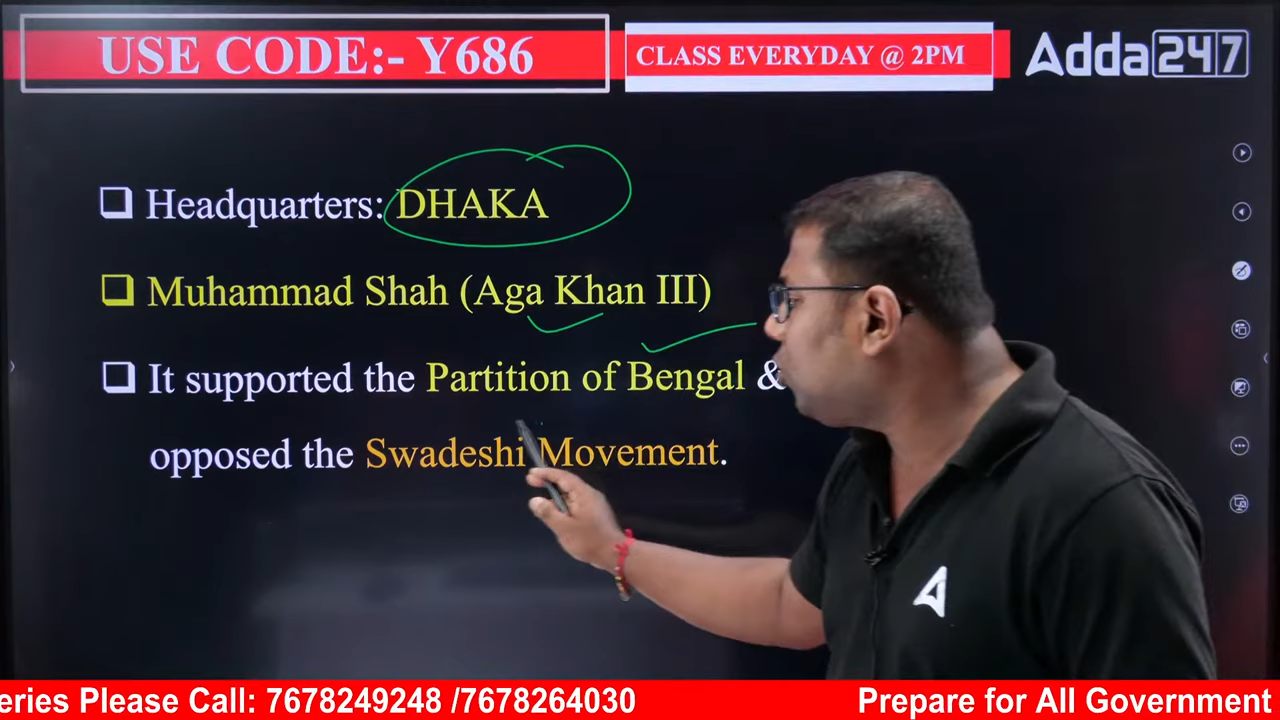 USE CODE:- Y686
CLASS EVERYDAY @ 2PM
Adda247
Headquarters: DHAKA
Muhammad Shah (Aga Khan III)
It supported the Partition of Bengal &
opposed the Swadeshi Movement.
eries Please Call: 7678249248 /7678264030
Prepare for All Government